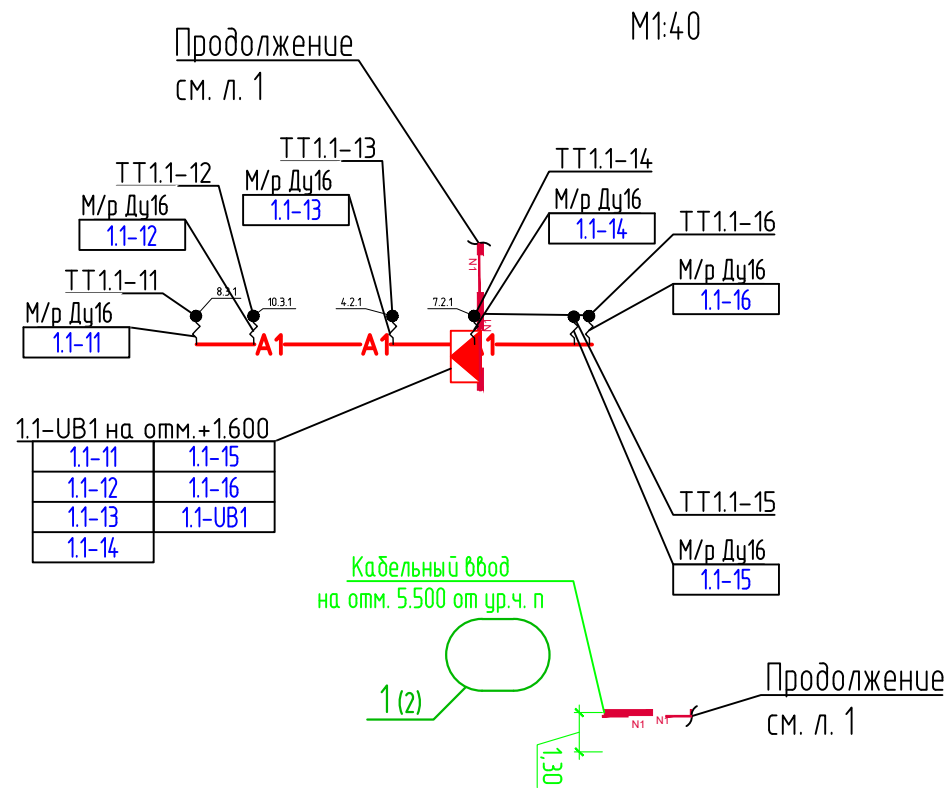 М1:40
Продолжение
см. л. 1
ТТ1.1-13
ТТ1.1-14
ТТ1.1-12
М/р Ду16
1.1-13
М/р Ду16
1.1-14
М/р Ду16
1.1-12
ТТ1.1-16
М/р Ду16
1.1-16
ТТ1.1-11
8.3.1
10.3.1
4.2.1
7.2.1
N1
N1
М/р Ду16
1.1-11
А1
А1
1
1.1-UB1 на отм.+1.600
1.1-11 1.1-15
1.1-12 1.1-16
1.1-13 1.1-UB1
1.1-14
ТТ1.1-15
М/р Ду16
1.1-15
Кабельный ввод
на отм. 5.500 от ур.ч. п
1 (2)
Продолжение
см. л. 1
N1 N1
1,30